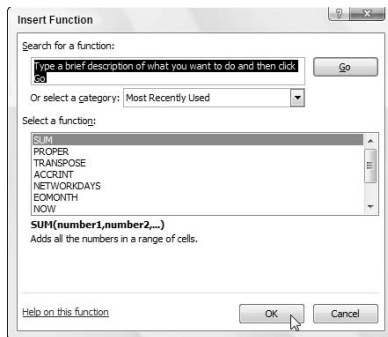 Insert Function
Search for a function:
Type a brief description of what you want to do and then click
Go
Go
Or select a category: Most Recently Used
Select a function:
SUM
PROPER
TRANSPOSE
ACCRINT
NETWORKDAYS
EOMONTH
NOW
SUM(number1,number2,...)
Adds all the numbers in a range of cells.
Help on this function
OK
Cancel